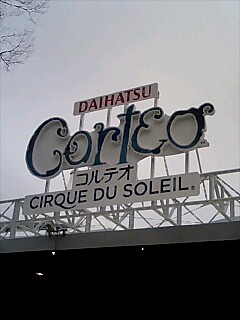 DAIHATSU
Corteo
コルテオ
CIRQUE DU SOLEIL®